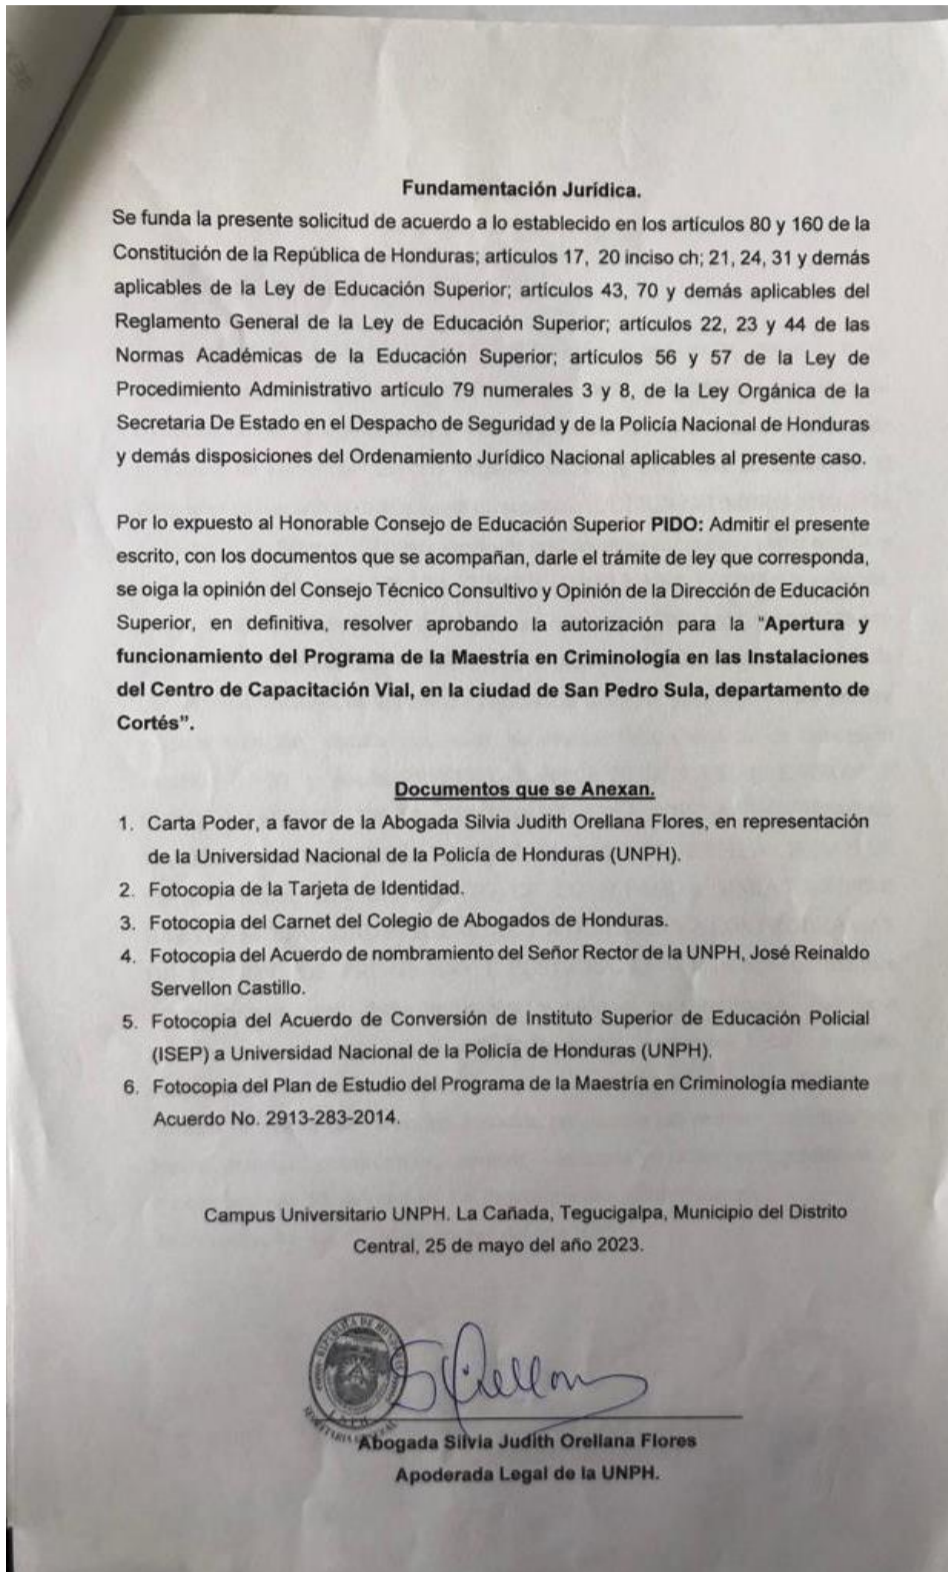 Fundamentación Jurídica.
Se funda la presente solicitud de acuerdo a lo establecido en los artículos 80 y 160 de la
Constitución de la República de Honduras; artículos 17, 20 inciso ch; 21, 24, 31 y demás
aplicables de la Ley de Educación Superior; artículos 43, 70 y demás aplicables del
Reglamento General de la Ley de Educación Superior; artículos 22, 23 y 44 de las
Normas Académicas de la Educación Superior; artículos 56 y 57 de la Ley de
Procedimiento Administrativo artículo 79 numerales 3 y 8, de la Ley Orgánica de la
Secretaria De Estado en el Despacho de Seguridad y de la Policía Nacional de Honduras
y demás disposiciones del Ordenamiento Jurídico Nacional aplicables al presente caso.
Por lo expuesto al Honorable Consejo de Educación Superior PIDO: Admitir el presente
escrito, con los documentos que se acompañan, darle el trámite de ley que corresponda,
se oiga la opinión del Consejo Técnico Consultivo y Opinión de la Dirección de Educación
Superior, en definitiva, resolver aprobando la autorización para la "Apertura y
funcionamiento del Programa de la Maestría en Criminología en las Instalaciones
del Centro de Capacitación Vial, en la ciudad de San Pedro Sula, departamento de
Cortés".
Documentos que se Anexan.
1. Carta Poder, a favor de la Abogada Silvia Judith Orellana Flores, en representación
de la Universidad Nacional de la Policía de Honduras (UNPH).
2. Fotocopia de la Tarjeta de Identidad.
3. Fotocopia del Carnet del Colegio de Abogados de Honduras.
4. Fotocopia del Acuerdo de nombramiento del Señor Rector de la UNPH, José Reinaldo
Servellon Castillo.
5. Fotocopia del Acuerdo de Conversión de Instituto Superior de Educación Policial
(ISEP) a Universidad Nacional de la Policía de Honduras (UNPH).
6. Fotocopia del Plan de Estudio del Programa de la Maestría en Criminología mediante
Acuerdo No. 2913-283-2014.
Campus Universitario UNPH. La Cañada, Tegucigalpa, Municipio del Distrito
Central, 25 de mayo del año 2023.
Abogada Silvia Judith Orellana Flores
Apoderada Legal de la UNPH.